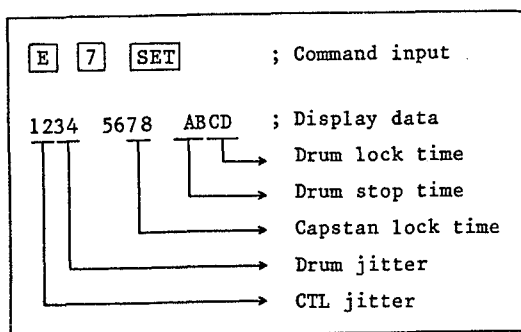 E 7 SET ; Command input
1234 5678 ABCD ; Display data
Drum lock time
Drum stop time
Capstan lock time
Drum jitter
CTL jitter